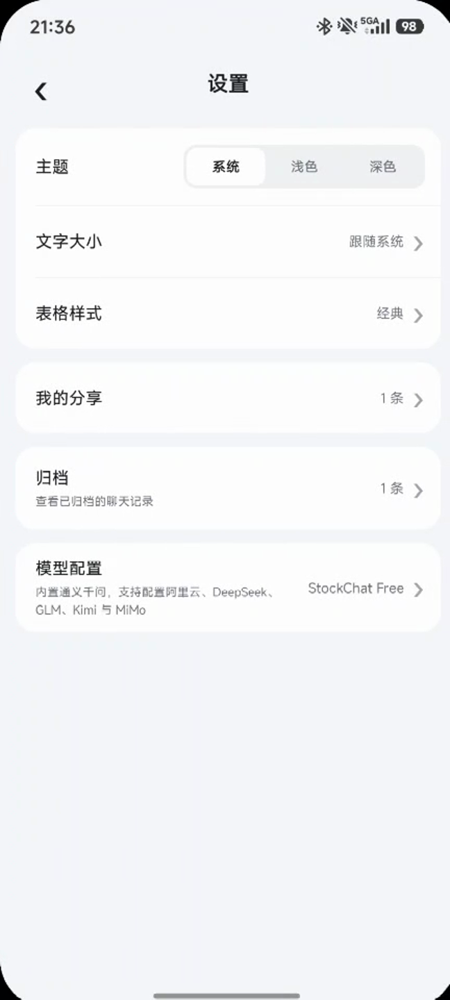 21:36
5GA
98
设置
主题
系统
浅色
深色
文字大小
跟随系统
表格样式
经典
我的分享
1 条
归档
查看已归档的聊天记录
1 条
模型配置
内置通义千问，支持配置阿里云、DeepSeek、
GLM、Kimi 与 MiMo
StockChat Free